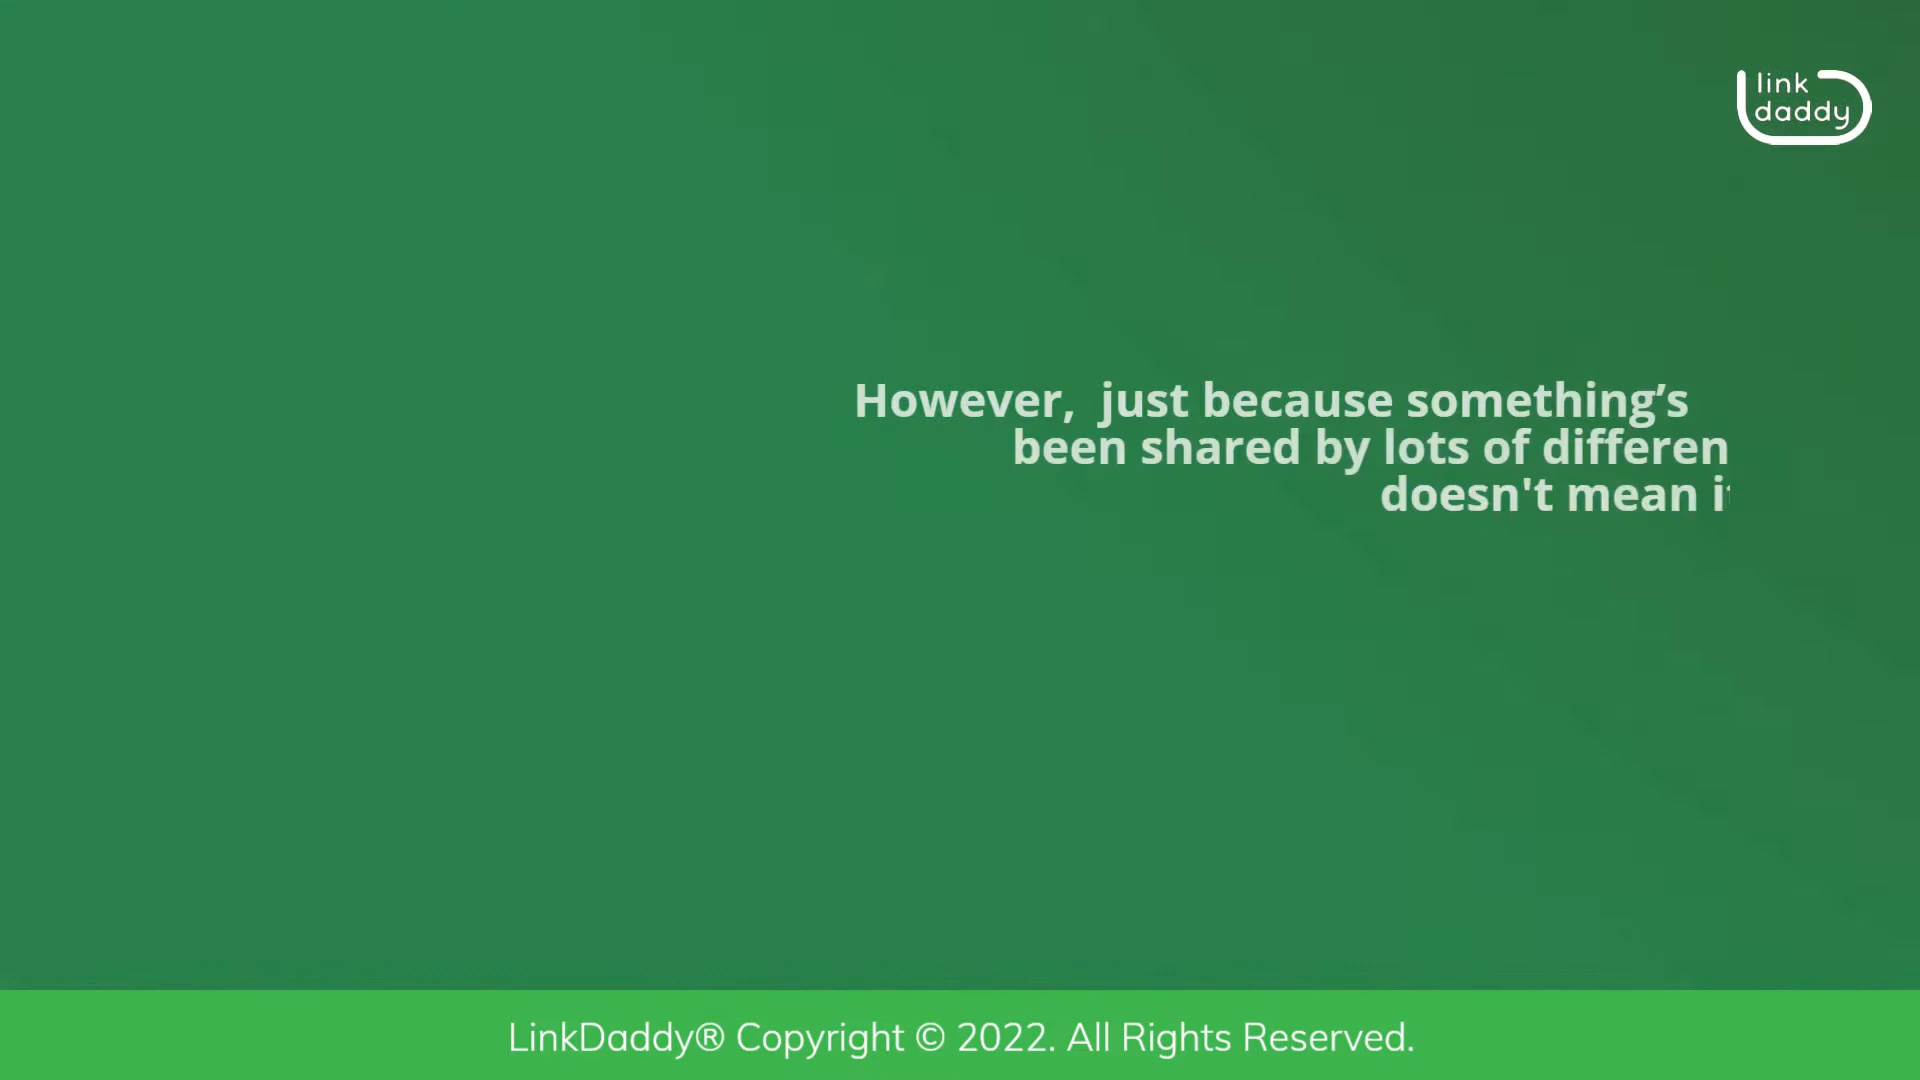 link
daddy
However, just because something’s
been shared by lots of differen
doesn't mean
LinkDaddy® Copyright © 2022. All Rights Reserved.